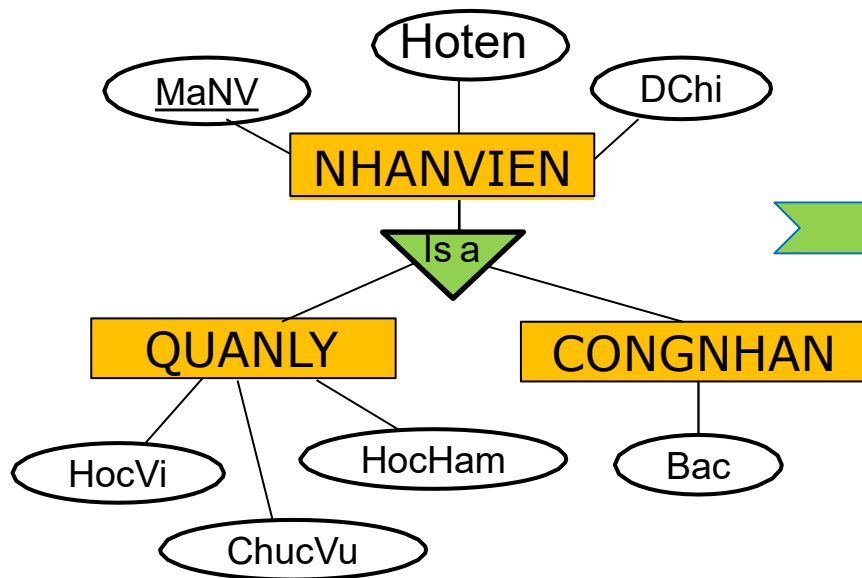 Hoten
MaNV
DChi
NHANVIEN
Is a
QUANLY
CONGNHAN
HocVi
HocHam
Bac
ChucVu